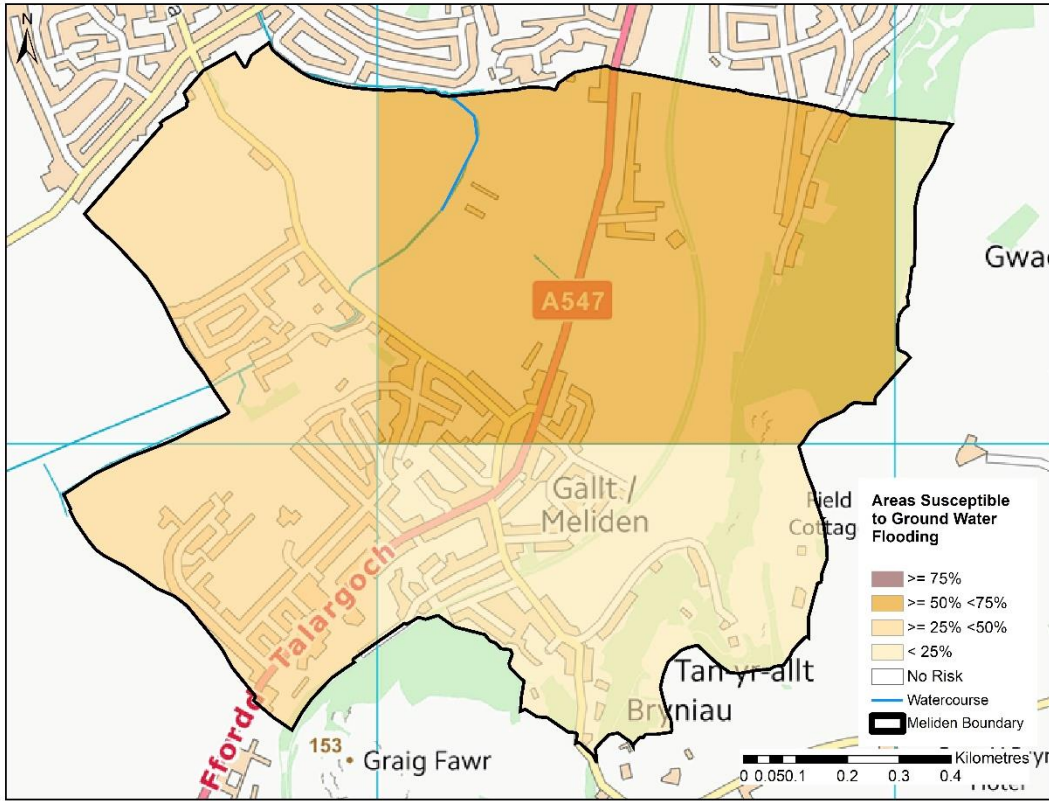 N
a
Gwae
A547
Gallt /
Meliden
Field
Cottag
Ffordd Talargoch
Tan-yr-allt
Bryniau
153
Graig Fawr
Areas Susceptible
to Ground Water
Flooding
>= 75%
>= 50% <75%
>= 25% <50%
< 25%
No Risk
Watercourse
Meliden Boundary
Kilometres
0 0.050.1 0.2 0.3 0.4
Hotel